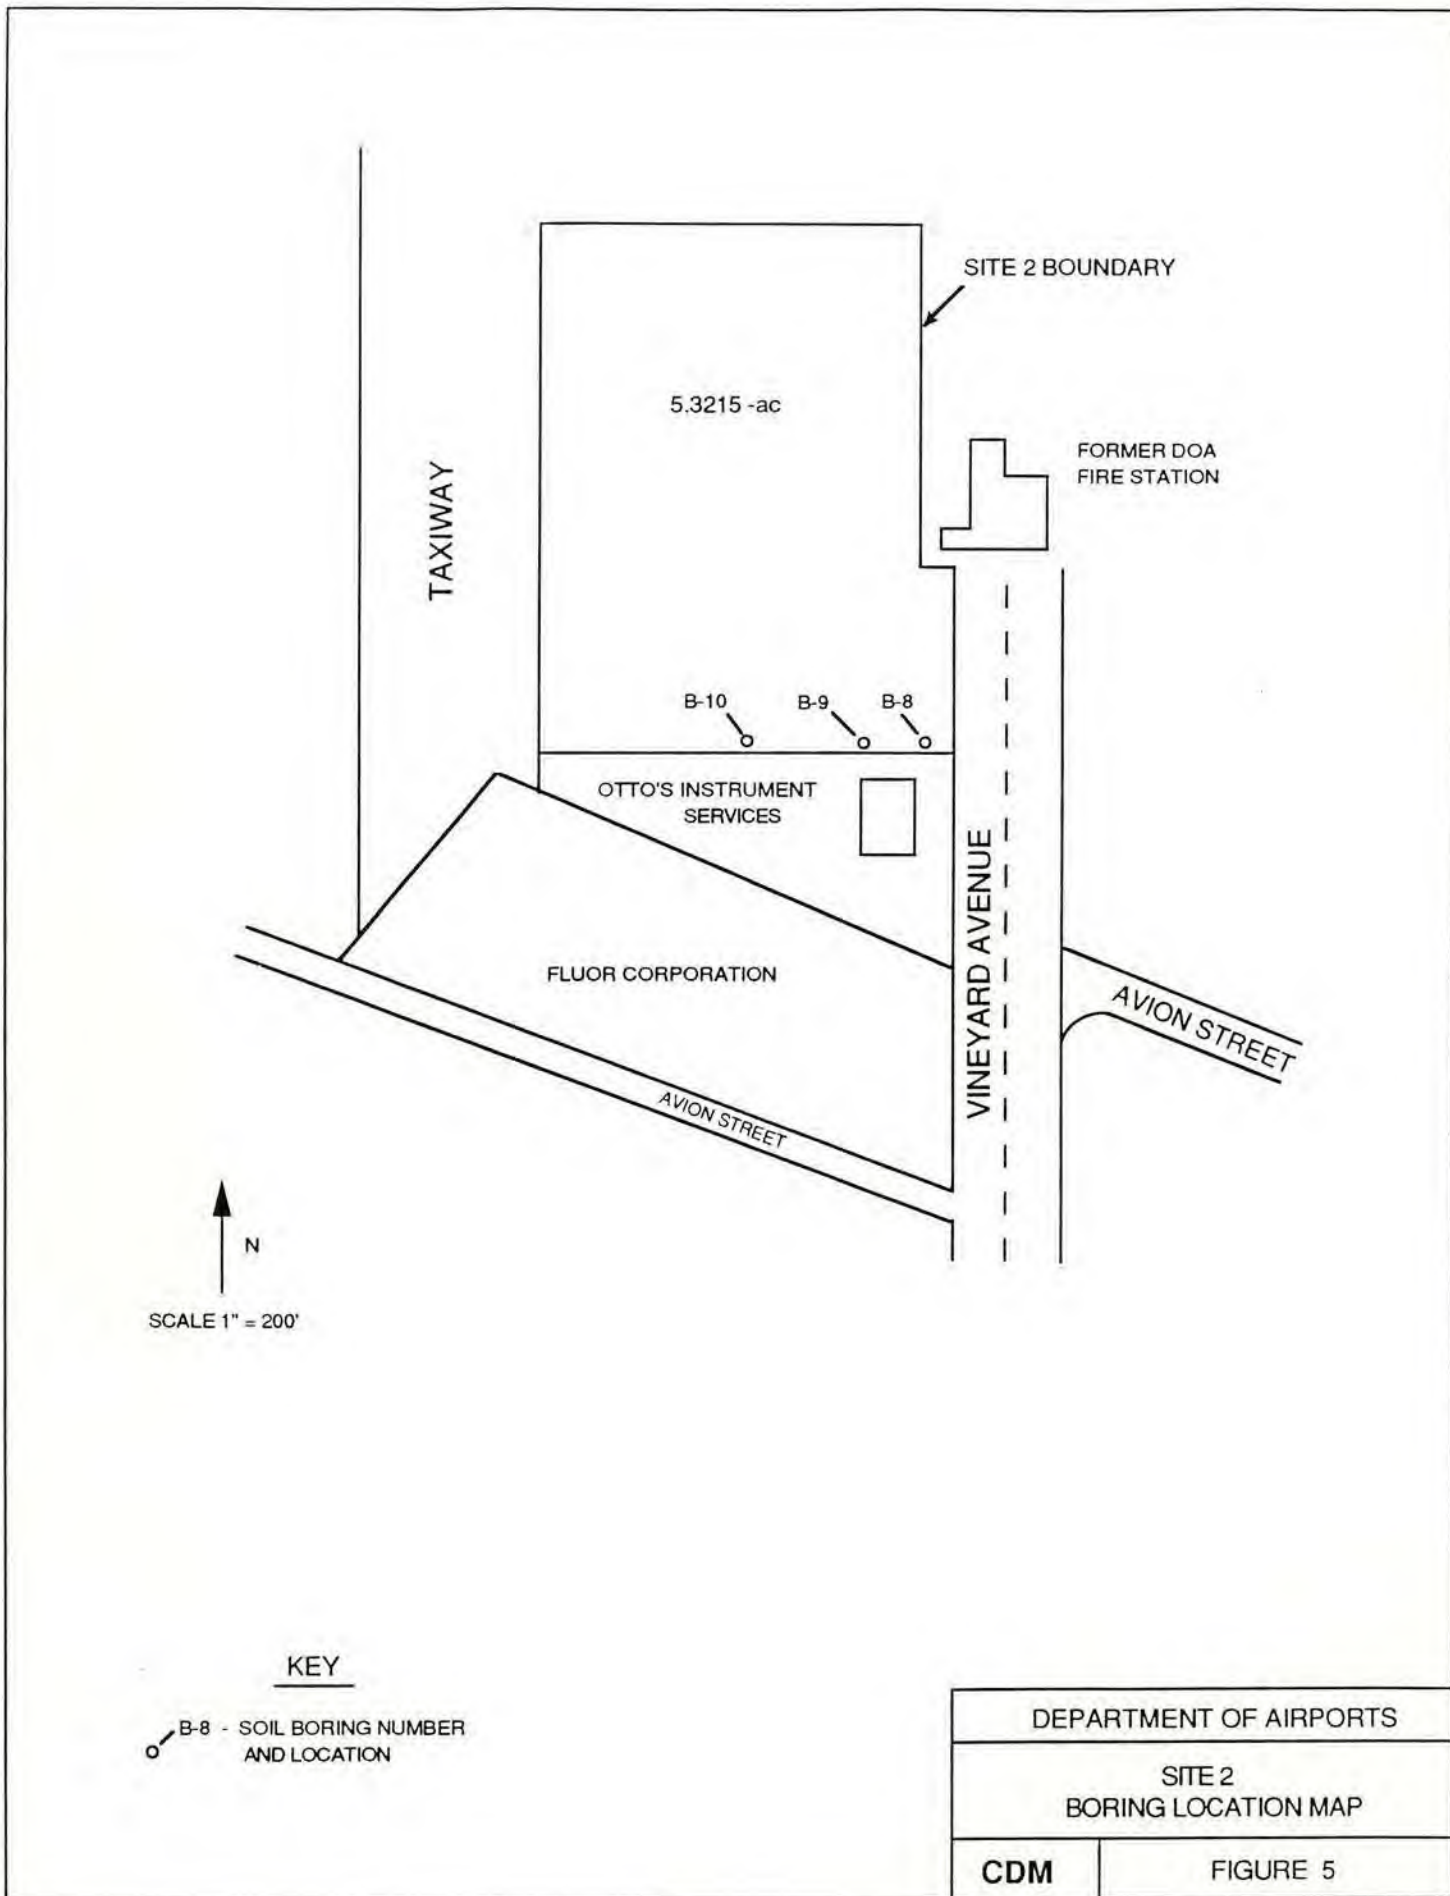 SITE 2 BOUNDARY
5.3215 -ac
FORMER DOA
FIRE STATION
TAXIWAY
B-10
B-9
B-8
OTTO'S INSTRUMENT
SERVICES
VINEYARD AVENUE
FLUOR CORPORATION
AVION STREET
AVION STREET
N
SCALE 1" = 200'
KEY
B-8 - SOIL BORING NUMBER
AND LOCATION
DEPARTMENT OF AIRPORTS
SITE 2
BORING LOCATION MAP
CDM
FIGURE 5